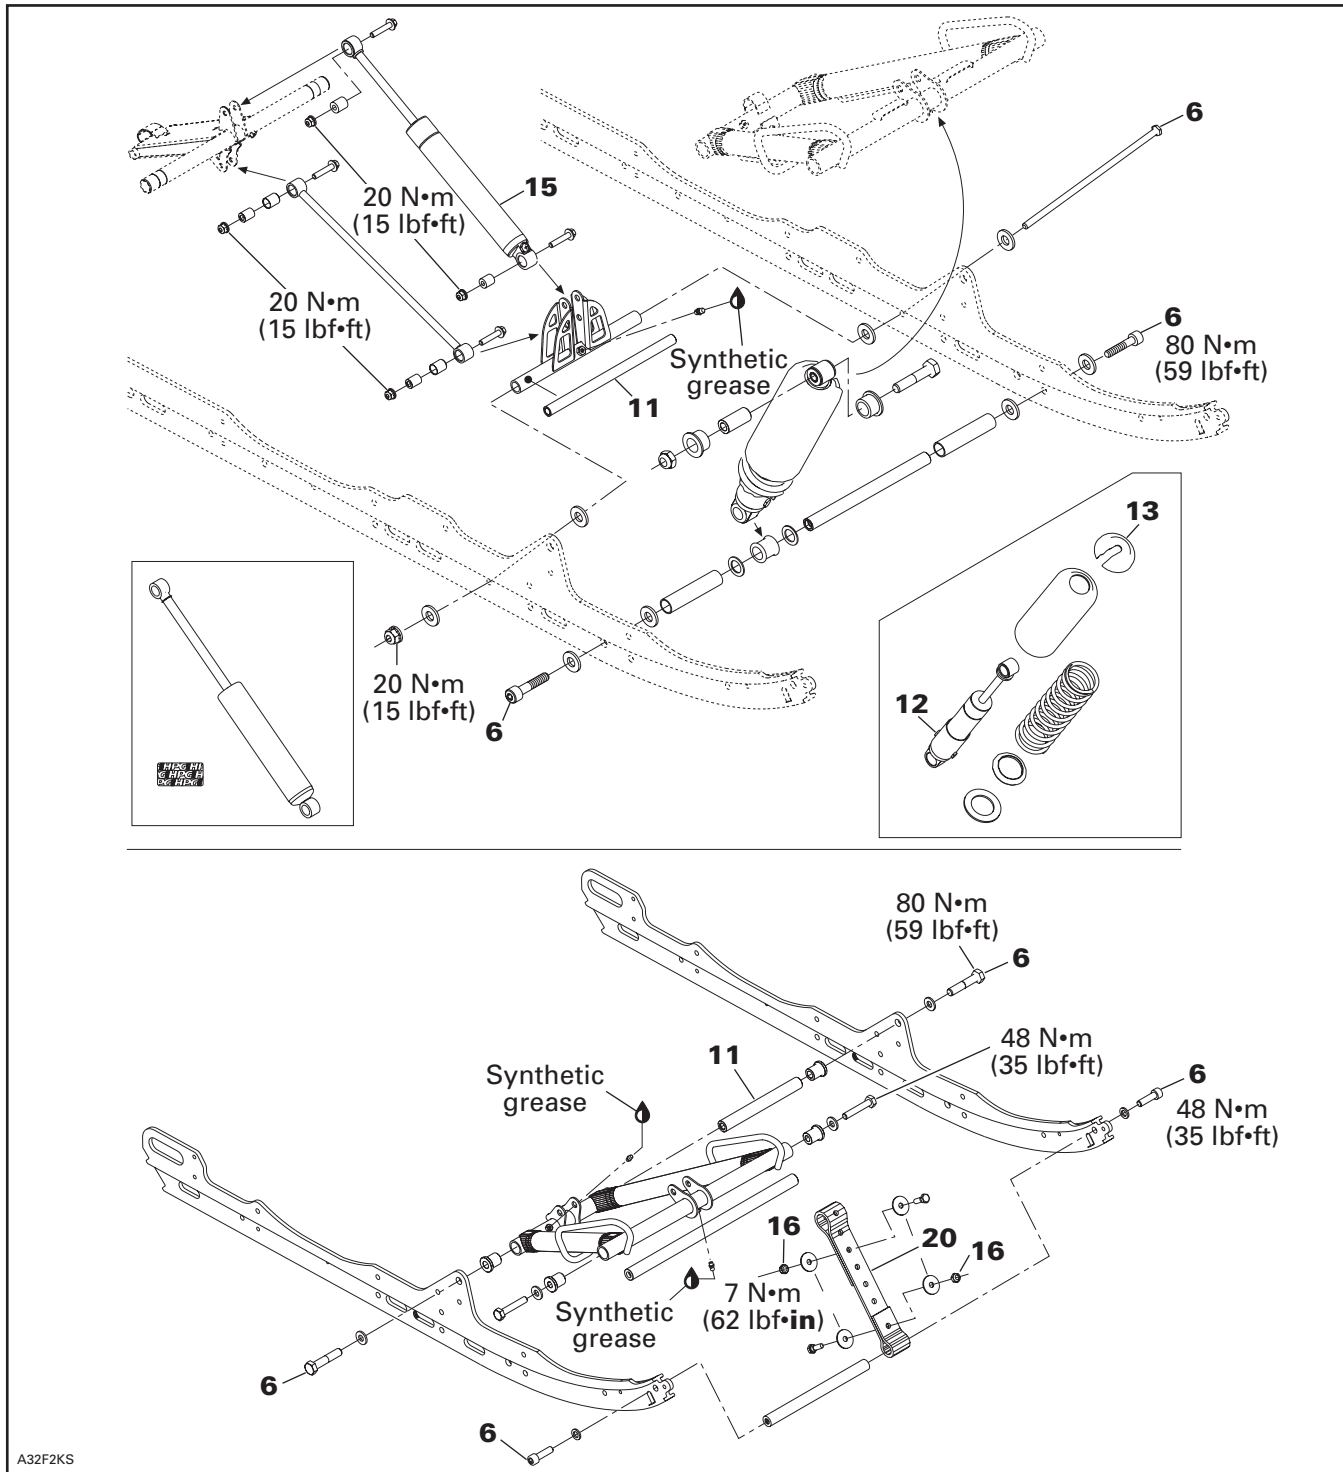 6
15
20 N•m
(15 lbf•ft)
20 N•m
(15 lbf•ft)
6
80 N•m
(59 lbf•ft)
Synthetic
grease
11
13
12
20 N•m
(15 lbf•ft)
6
80 N•m
(59 lbf•ft)
6
48 N•m
(35 lbf•ft)
11
6
48 N•m
(35 lbf•ft)
Synthetic
grease
16
20
16
7 N•m
(62 lbf•in)
Synthetic
grease
6
6
A32F2KS